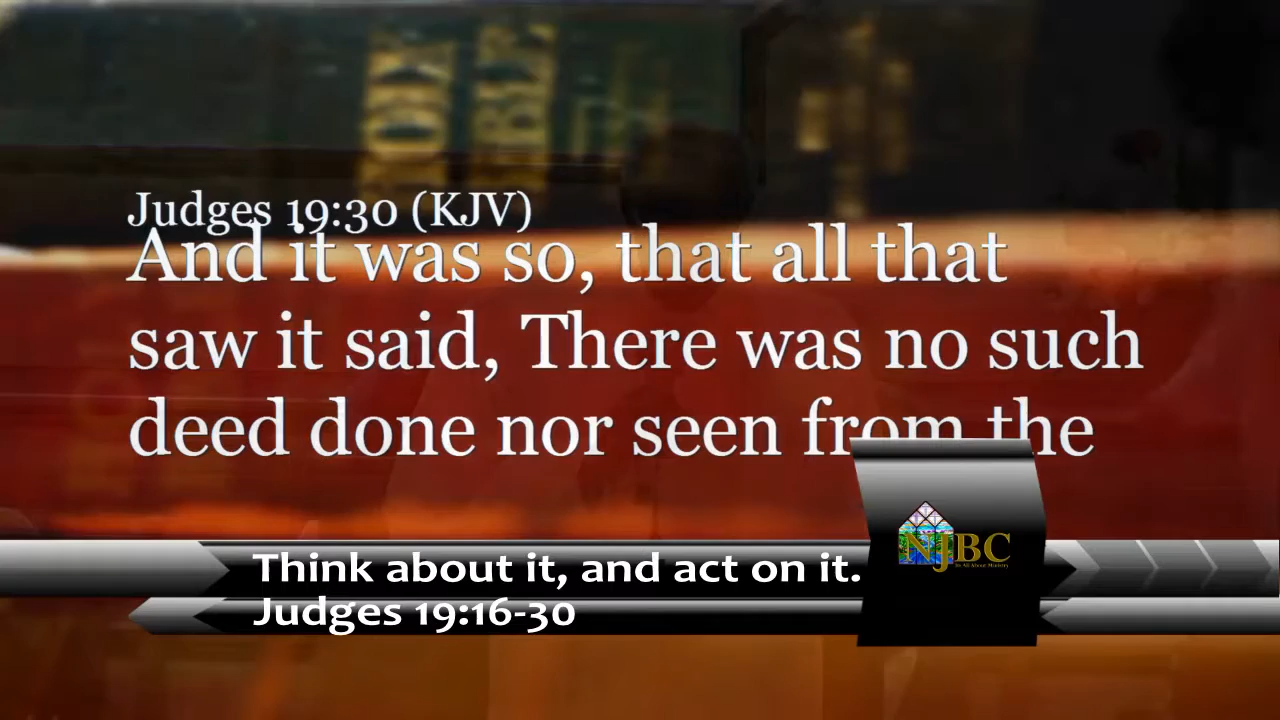 Judges 19:30 (KJV)
And it was so, that all that
saw it said, There was no such
deed done nor seen from the
Think about it, and act on it.
Judges 19:16-30
NJBC